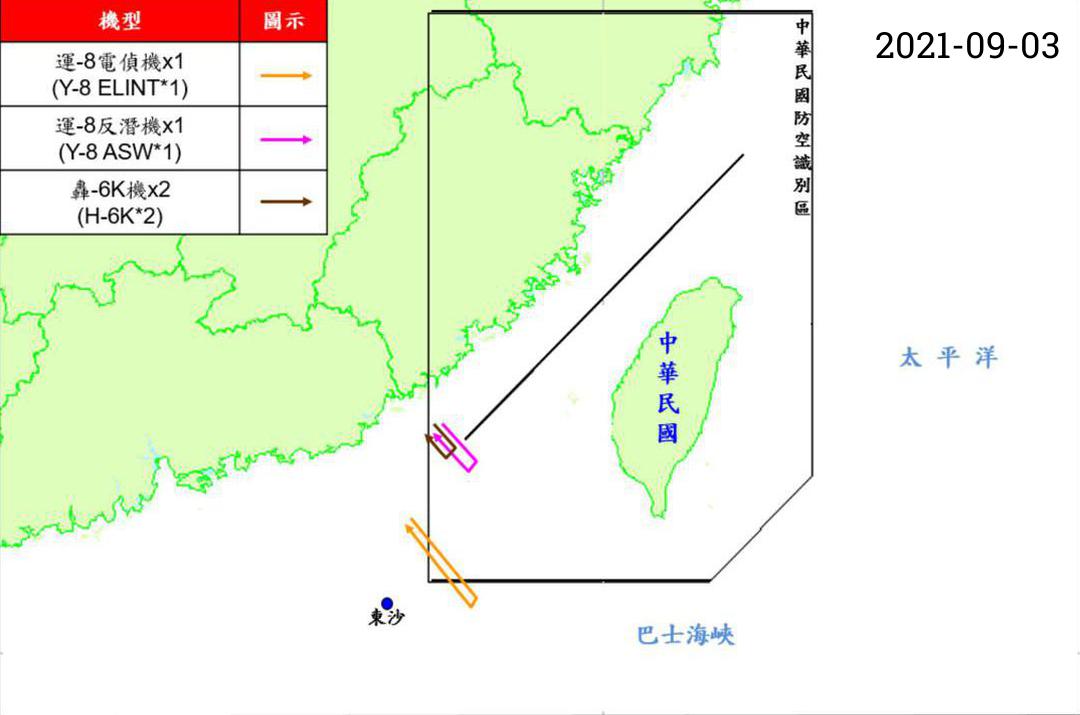 機型 圖示
運-8電偵機x1
(Y-8 ELINT*1)
運-8反潛機x1
(Y-8 ASW*1)
轟-6K機x2
(H-6K*2)
2021-09-03
中華民國防空識別區
中華民國
太平洋
東沙
巴士海峽